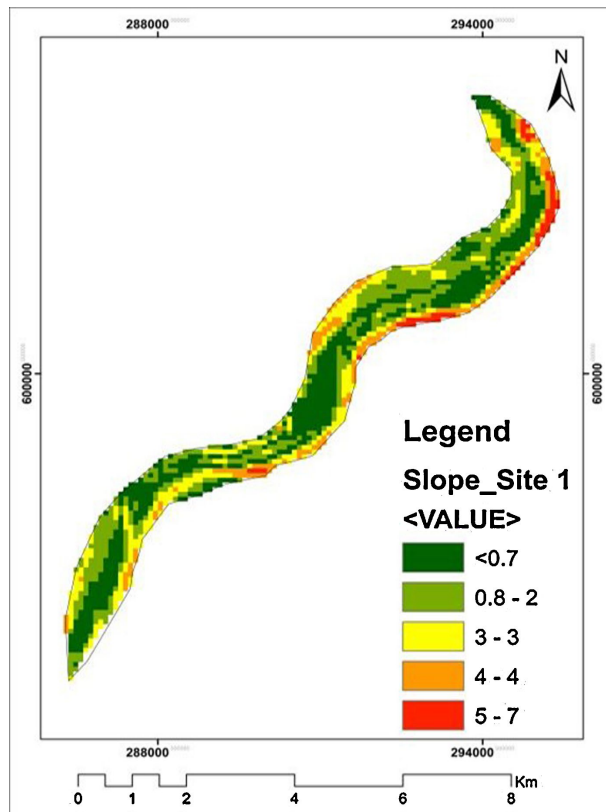 288000 294000
N
600000 600000
Legend
Slope_Site 1
<VALUE>
<0.7
0.8 - 2
3 - 3
4 - 4
5 - 7
288000 294000
Km
0 1 2 4 6 8